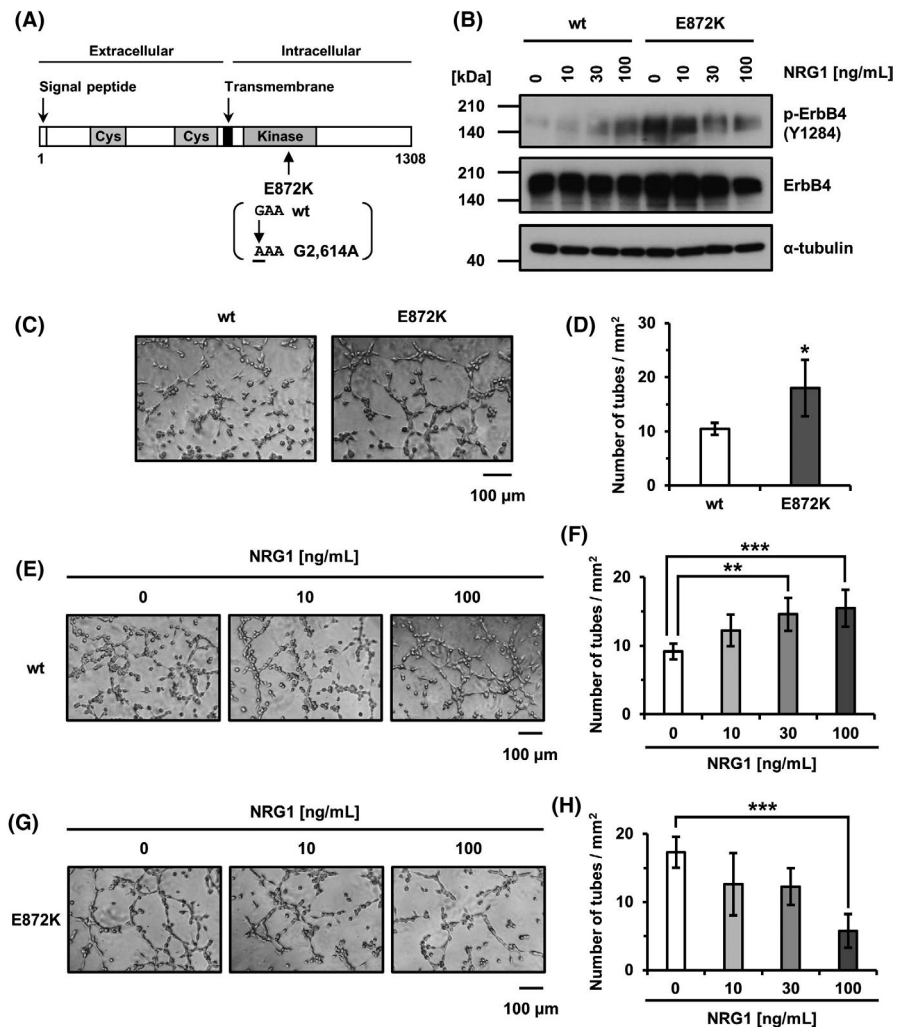 (A)
Extracellular Intracellular
Signal peptide Transmembrane
Cys Cys Kinase
1 1308
E872K
GAA wt
AAA G2,614A
(B)
wt E872K
[kDa] 0 10 30 100 0 10 30 100 NRG1 [ng/mL]
210
140
p-ErbB4
(Y1284)
210
140
ErbB4
40
α-tubulin
(C)
wt E872K
100 μm
(D)
Number of tubes / mm²
30
20
10
0
*
wt E872K
(E)
NRG1 [ng/mL]
0 10 100
wt
100 μm
(F)
Number of tubes / mm²
20
10
0
***
**
0 10 30 100
NRG1 [ng/mL]
(G)
NRG1 [ng/mL]
0 10 100
E872K
100 μm
(H)
Number of tubes / mm²
20
10
0
***
0 10 30 100
NRG1 [ng/mL]